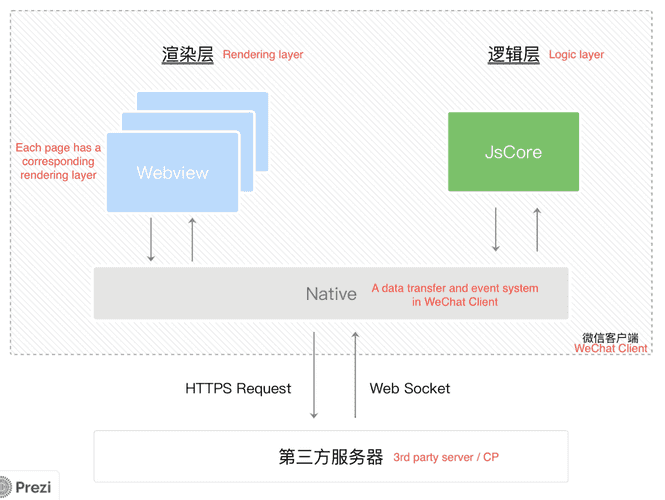 渲染层 Rendering layer
逻辑层 Logic layer
Each page has a
corresponding
rendering layer
Webview
JsCore
Native
A data transfer and event system
in WeChat Client
微信客户端
WeChat Client
HTTPS Request
Web Socket
第三方服务器 3rd party server / CP
Prezi